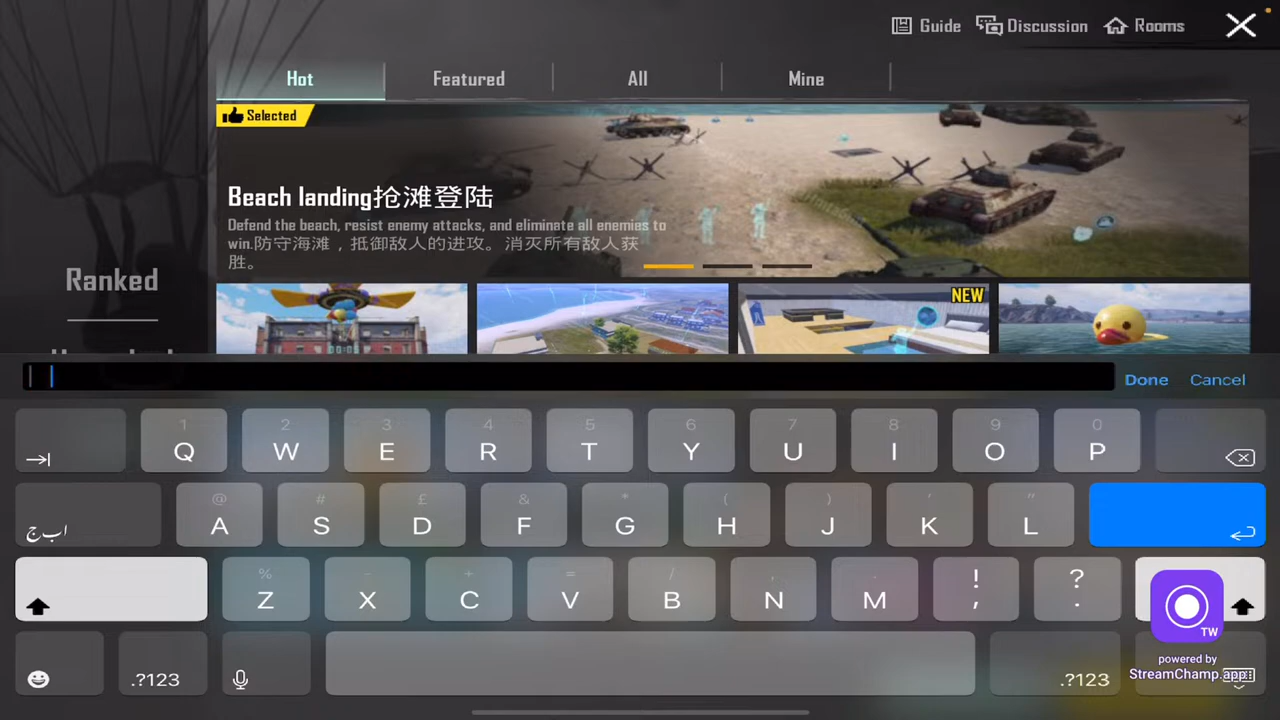 Guide
Discussion
Rooms
Hot
Featured
All
Mine
Selected
Beach landing抢滩登陆
Defend the beach, resist enemy attacks, and eliminate all enemies to
win.防守海滩，抵御敌人的进攻。消灭所有敌人获
胜。
Ranked
NEW
Done
Cancel
1 2 3 4 5 6 7 8 9 0
Q W E R T Y U I O P
@ # £ & * ( ) ' "
ا ب ج A S D F G H J K L
% - + = / ; : ! ?
Z X C V B N M , .
.?123
.?123
TW
powered by
StreamChamp.app